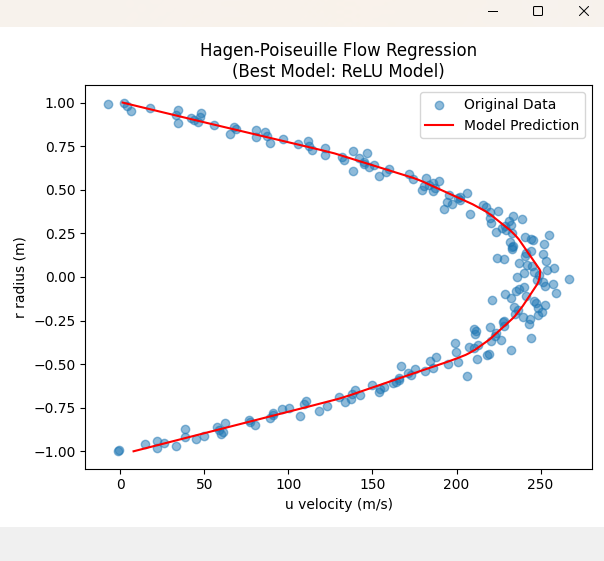 Hagen-Poiseuille Flow Regression
(Best Model: ReLU Model)
Original Data
Model Prediction
1.00
0.75
0.50
0.25
0.00
−0.25
−0.50
−0.75
−1.00
r radius (m)
0 50 100 150 200 250
u velocity (m/s)